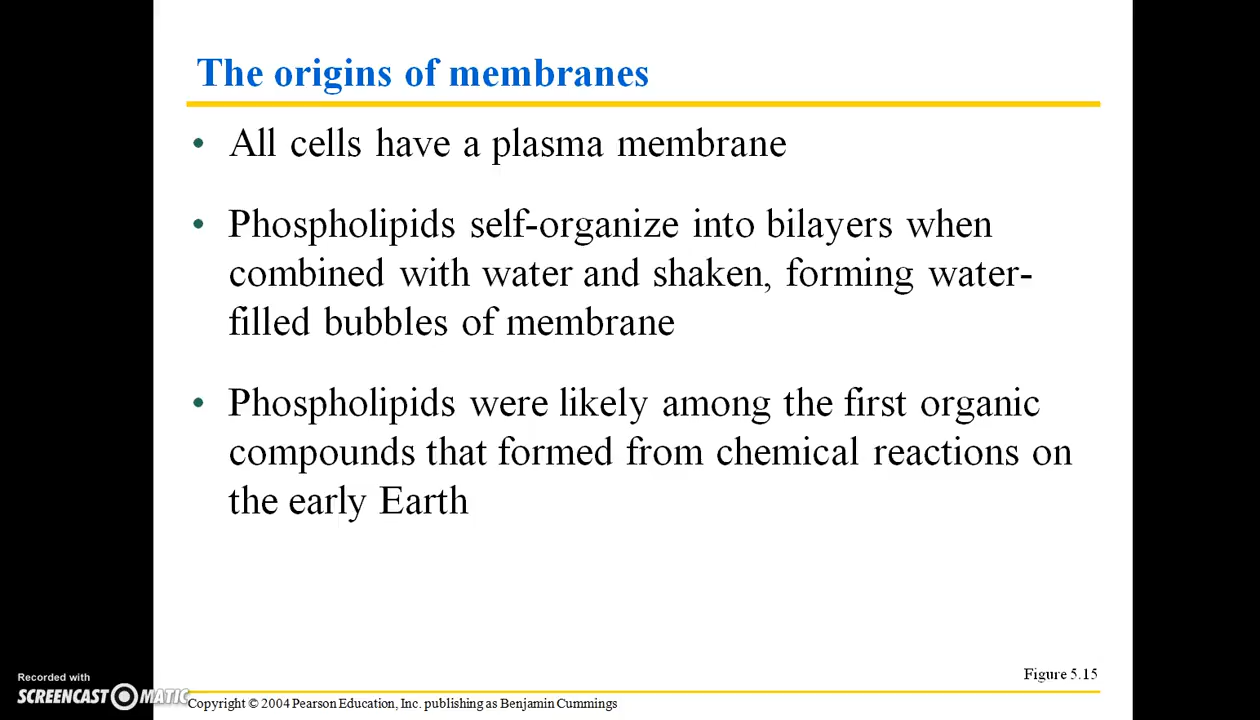 The origins of membranes
• All cells have a plasma membrane
• Phospholipids self-organize into bilayers when
combined with water and shaken, forming water-
filled bubbles of membrane
• Phospholipids were likely among the first organic
compounds that formed from chemical reactions on
the early Earth
Figure 5.15
Recorded with
SCREENCAST O MATIC
Copyright © 2004 Pearson Education, Inc. publishing as Benjamin Cummings